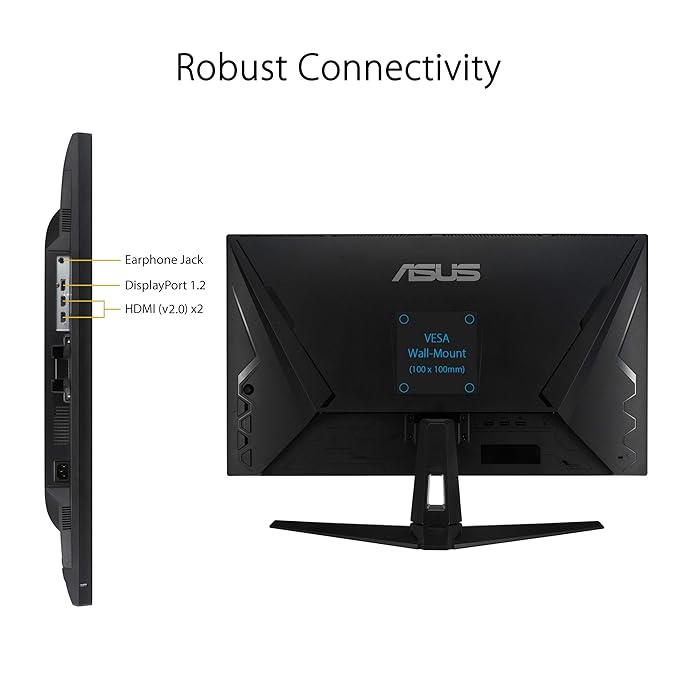 Robust Connectivity
Earphone Jack
DisplayPort 1.2
HDMI (v2.0) x2
ASUS
VESA
Wall-Mount
(100 x 100mm)